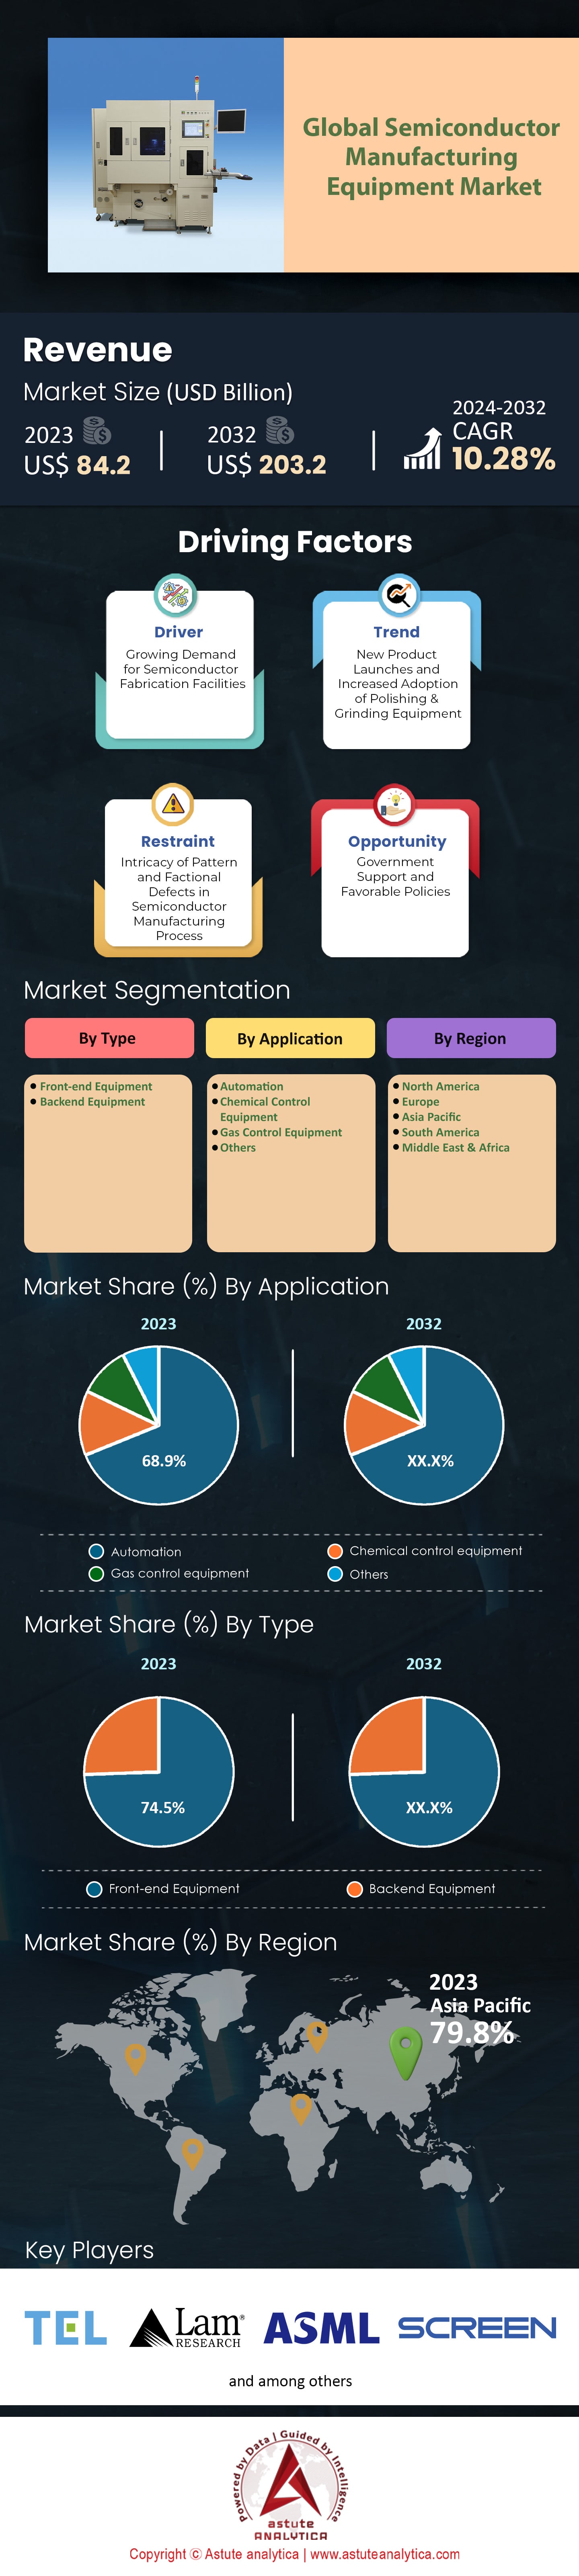 Global Semiconductor
Manufacturing
Equipment Market
Revenue
Market Size (USD Billion)
2023
US$ 84.2
2032
US$ 203.2
2024-2032
CAGR
10.28%
Driving Factors
Driver
Growing Demand
for Semiconductor
Fabrication Facilities
Trend
New Product
Launches and
Increased Adoption
of Polishing &
Grinding Equipment
Restraint
Intricacy of Pattern
and Factional
Defects in
Semiconductor
Manufacturing
Process
Opportunity
Government
Support and
Favorable Policies
Market Segmentation
By Type
Front-end Equipment
Backend Equipment
By Application
Automation
Chemical Control
Equipment
Gas Control Equipment
Others
By Region
North America
Europe
Asia Pacific
South America
Middle East & Africa
Market Share (%) By Application
2023
68.9%
2032
XX.X%
Automation
Chemical control equipment
Gas control equipment
Others
Market Share (%) By Type
2023
74.5%
2032
XX.X%
Front-end Equipment
Backend Equipment
Market Share (%) By Region
2023
Asia Pacific
79.8%
Key Players
TEL
Lam®
RESEARCH
ASML
SCREEN
and among others
Powered by Data | Guided by Intelligence
astute
ANALYTICA
Copyright © Astute analytica | www.astuteanalytica.com